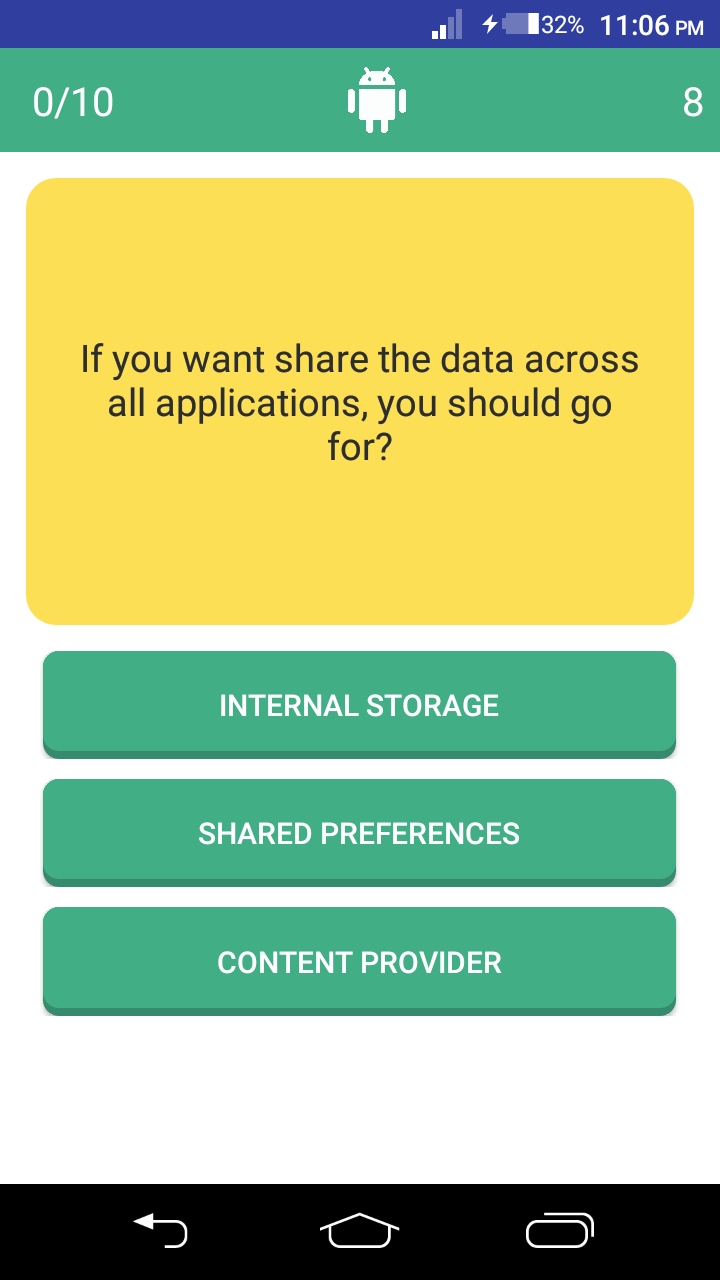 32% 11:06 PM
0/10 8
If you want share the data across
all applications, you should go
for?
INTERNAL STORAGE
SHARED PREFERENCES
CONTENT PROVIDER